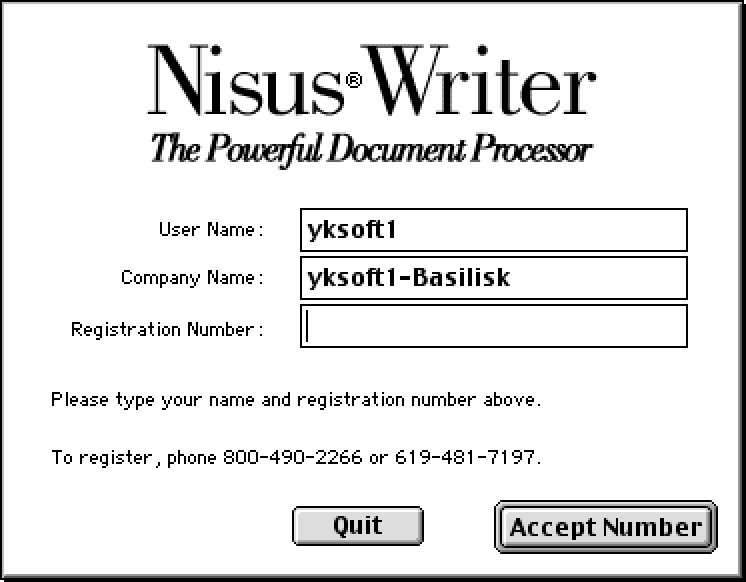 Nisus® Writer
The Powerful Document Processor
User Name: yksoft1
Company Name: yksoft1-Basilisk
Registration Number:
Please type your name and registration number above.
To register, phone 800-490-2266 or 619-481-7197.
Quit Accept Number